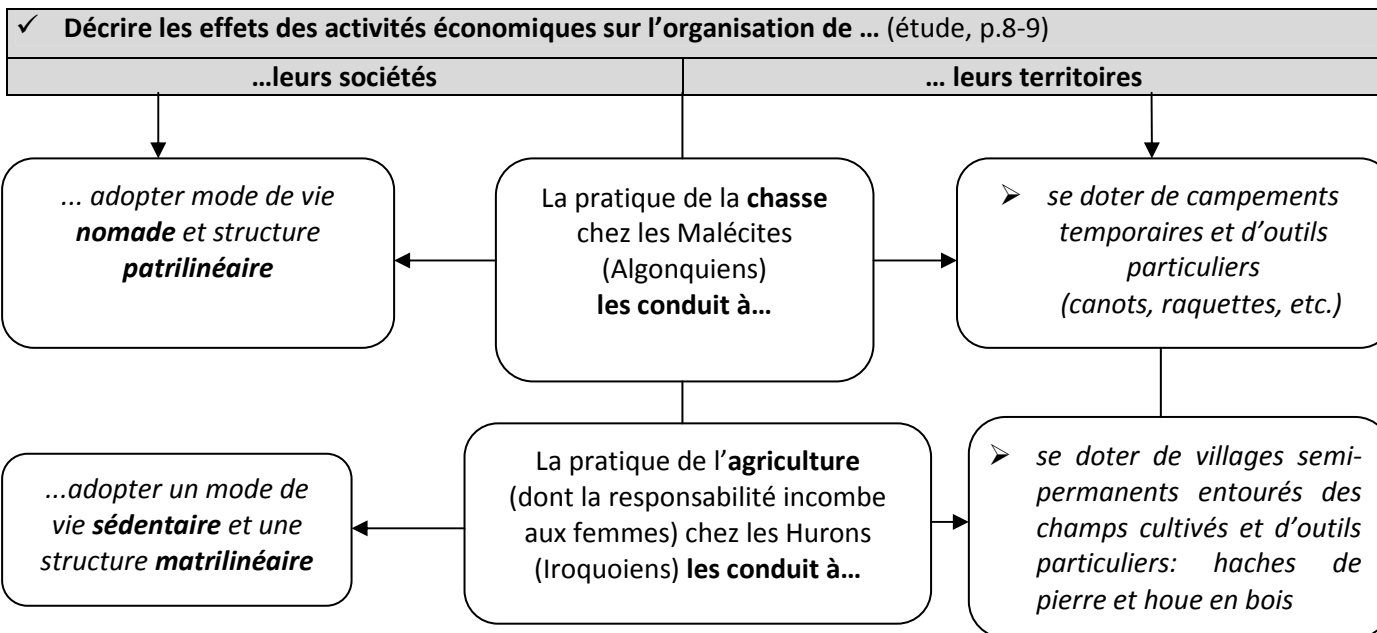 ✓ Décrire les effets des activités économiques sur l’organisation de … (étude, p.8-9)
…leurs sociétés
… leurs territoires
... adopter mode de vie
nomade et structure
patrilinéaire
La pratique de la chasse
chez les Malécites
(Algonquiens)
les conduit à…
➢ se doter de campements
temporaires et d’outils
particuliers
(canots, raquettes, etc.)
...adopter un mode de
vie sédentaire et une
structure matrilinéaire
La pratique de l’agriculture
(dont la responsabilité incombe
aux femmes) chez les Hurons
(Iroquoiens) les conduit à…
➢ se doter de villages semi-
permanents entourés des
champs cultivés et d’outils
particuliers: haches de
pierre et houe en bois